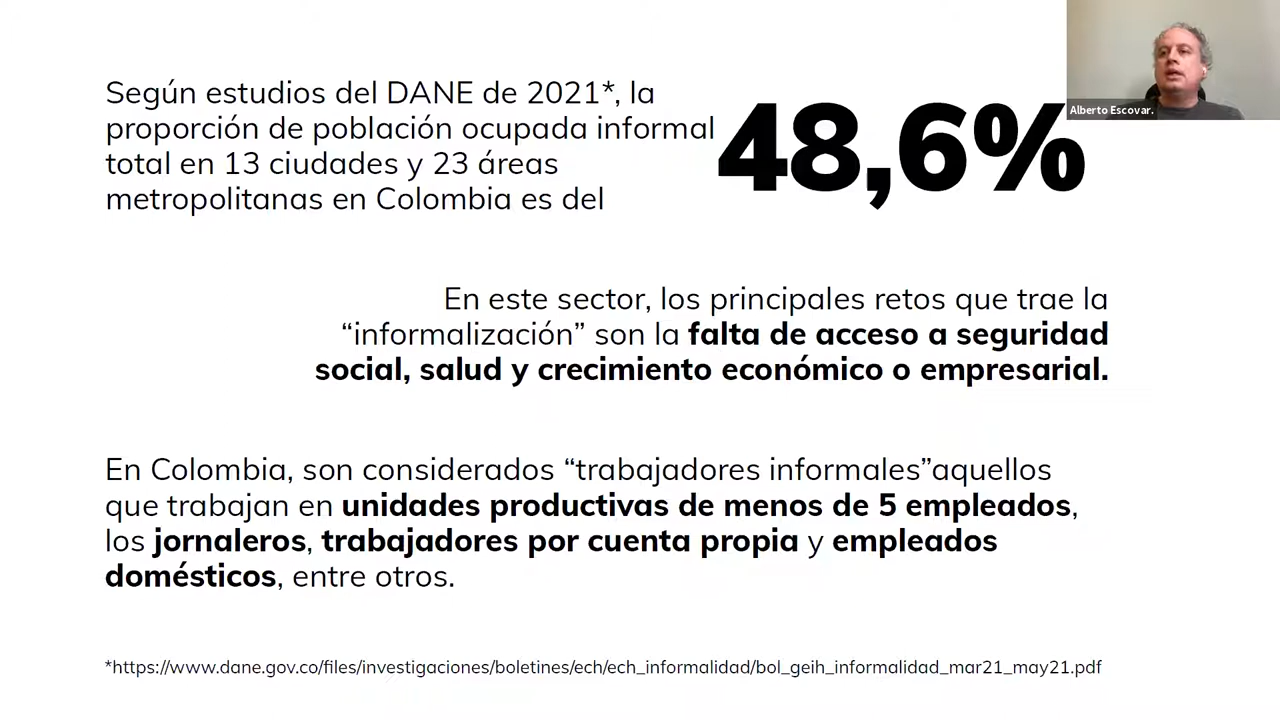 Según estudios del DANE de 2021*, la
proporción de población ocupada informal
total en 13 ciudades y 23 áreas
metropolitanas en Colombia es del
48,6%
Alberto Escovar.
En este sector, los principales retos que trae la
“informalización” son la falta de acceso a seguridad
social, salud y crecimiento económico o empresarial.
En Colombia, son considerados “trabajadores informales”aquellos
que trabajan en unidades productivas de menos de 5 empleados,
los jornaleros, trabajadores por cuenta propia y empleados
domésticos, entre otros.
*https://www.dane.gov.co/files/investigaciones/boletines/ech/ech_informalidad/bol_geih_informalidad_mar21_may21.pdf